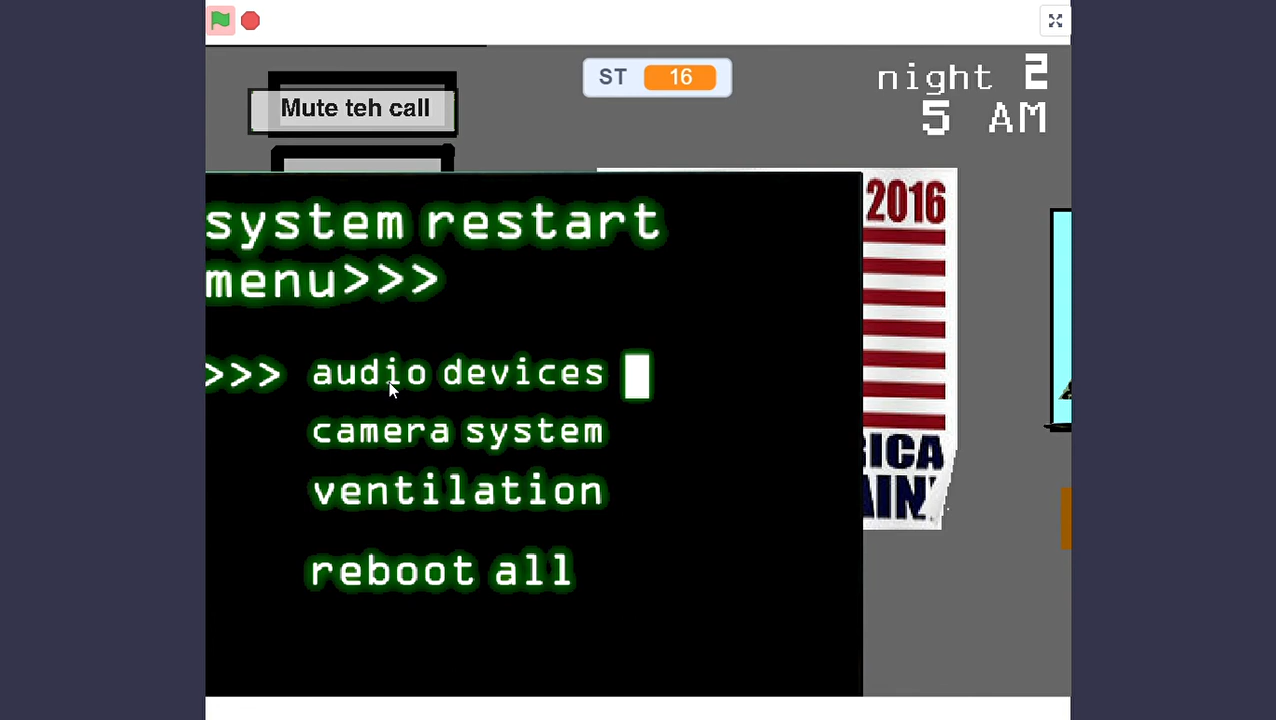 ST 16
night 2
5 AM
Mute teh call
2016
system restart
menu>>>
>>> audio devices
camera system
ventilation
reboot all
ICA
AIN